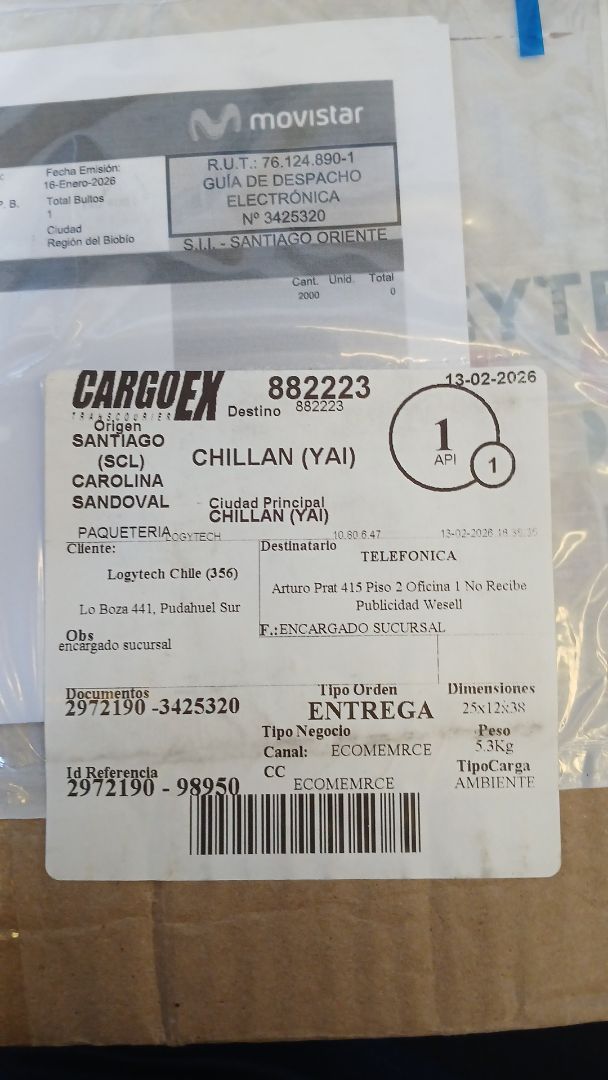 movistar
Fecha Emisión:
16-Enero-2026
P. B.
Total Bultos
1
Ciudad
Región del Biobío
R.U.T.: 76.124.890-1
GUÍA DE DESPACHO
ELECTRÓNICA
Nº 3425320
S.I.I. - SANTIAGO ORIENTE
Cant. Unid. Total
2000 0
CARGOEX
TRANSCOURIER
882223
Destino 882223
13-02-2026
Origen
SANTIAGO
(SCL)
CAROLINA
SANDOVAL
CHILLAN (YAI)
1
API
1
Ciudad Principal
CHILLAN (YAI)
PAQUETERIA
LOGYTECH
10.80.6.47
13-02-2026
Cliente:
Logytech Chile (356)
Lo Boza 441, Pudahuel Sur
Obs
encargado sucursal
Destinatario
TELEFONICA
Arturo Prat 415 Piso 2 Oficina 1 No Recibe
Publicidad Wesell
F.:ENCARGADO SUCURSAL
Documentos
2972190 -3425320
Tipo Orden
ENTREGA
Dimensiones
25x12x38
Tipo Negocio
Canal: ECOMEMRCE
Peso
5.3Kg
Id Referencia
2972190 - 98950
CC
ECOMEMRCE
TipoCarga
AMBIENTE